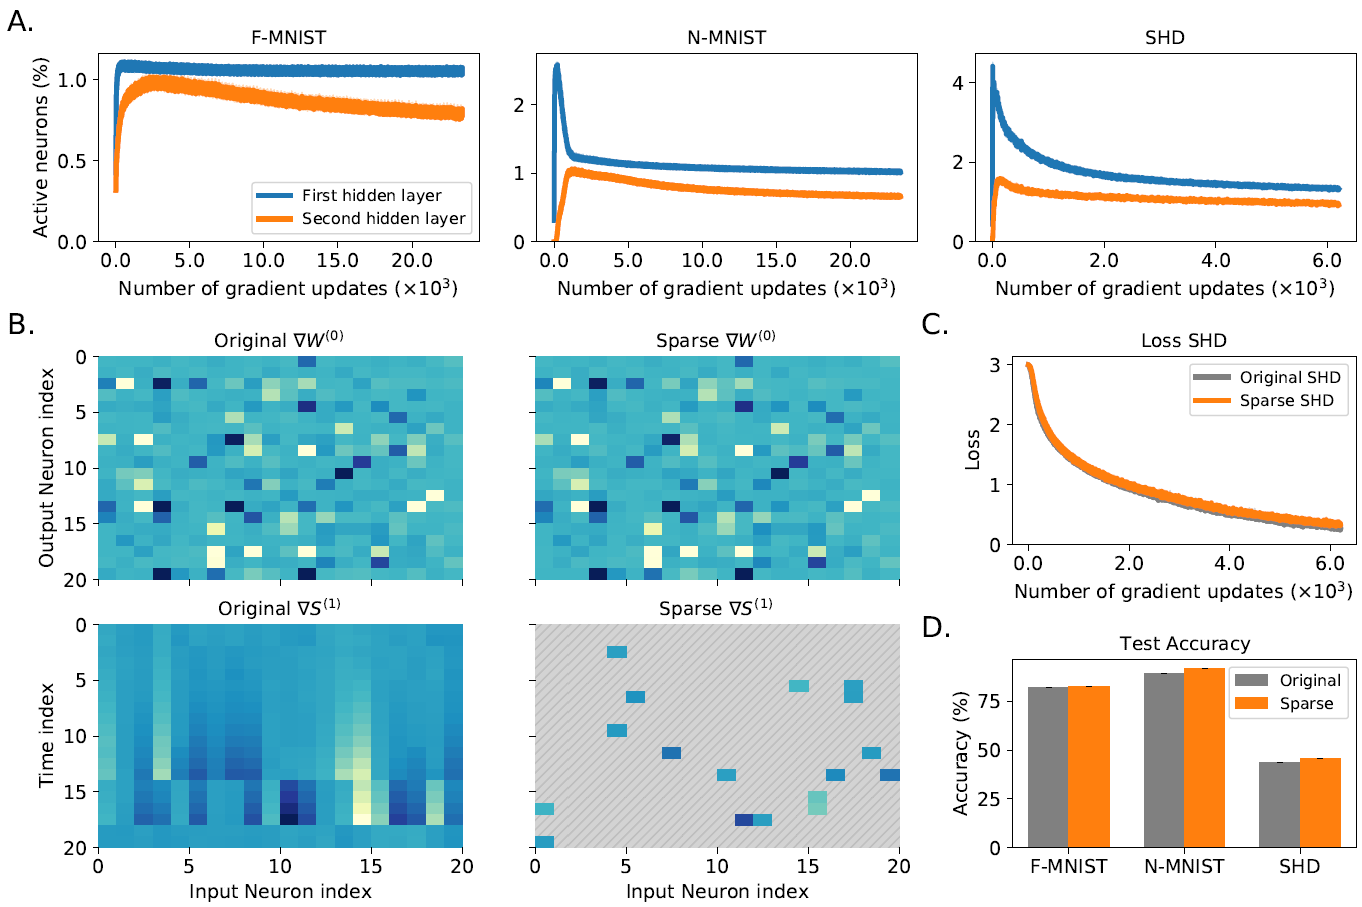 A.
F-MNIST
N-MNIST
SHD
Active neurons (%)
1.0
0.5
0.0
First hidden layer
Second hidden layer
0.0 5.0 10.0 15.0 20.0
Number of gradient updates (×10³)
2
1
0
0.0 5.0 10.0 15.0 20.0
Number of gradient updates (×10³)
4
2
0
0.0 2.0 4.0 6.0
Number of gradient updates (×10³)
B.
Original ∇W⁽⁰⁾
Output Neuron index
0
5
10
15
20
Sparse ∇W⁽⁰⁾
Original ∇S⁽¹⁾
Time index
0
5
10
15
20
0 5 10 15 20
Input Neuron index
Sparse ∇S⁽¹⁾
0 5 10 15 20
Input Neuron index
C.
Loss SHD
Loss
3
2
1
0
Original SHD
Sparse SHD
0.0 2.0 4.0 6.0
Number of gradient updates (×10³)
D.
Test Accuracy
Accuracy (%)
75
50
25
0
Original
Sparse
F-MNIST N-MNIST SHD